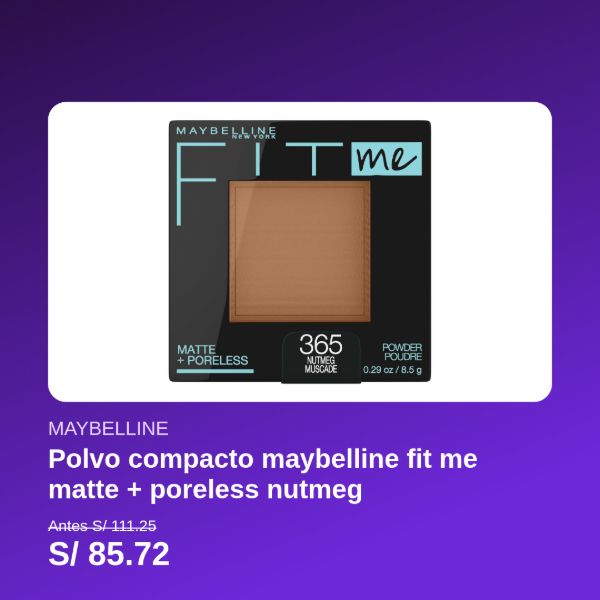 MAYBELLINE
NEW YORK
FIT me
MATTE
+ PORELESS
365
NUTMEG
MUSCADE
POWDER
POUDRE
0.29 oz / 8.5 g
MAYBELLINE
Polvo compacto maybelline fit me
matte + poreless nutmeg
Antes S/ 111.25
S/ 85.72